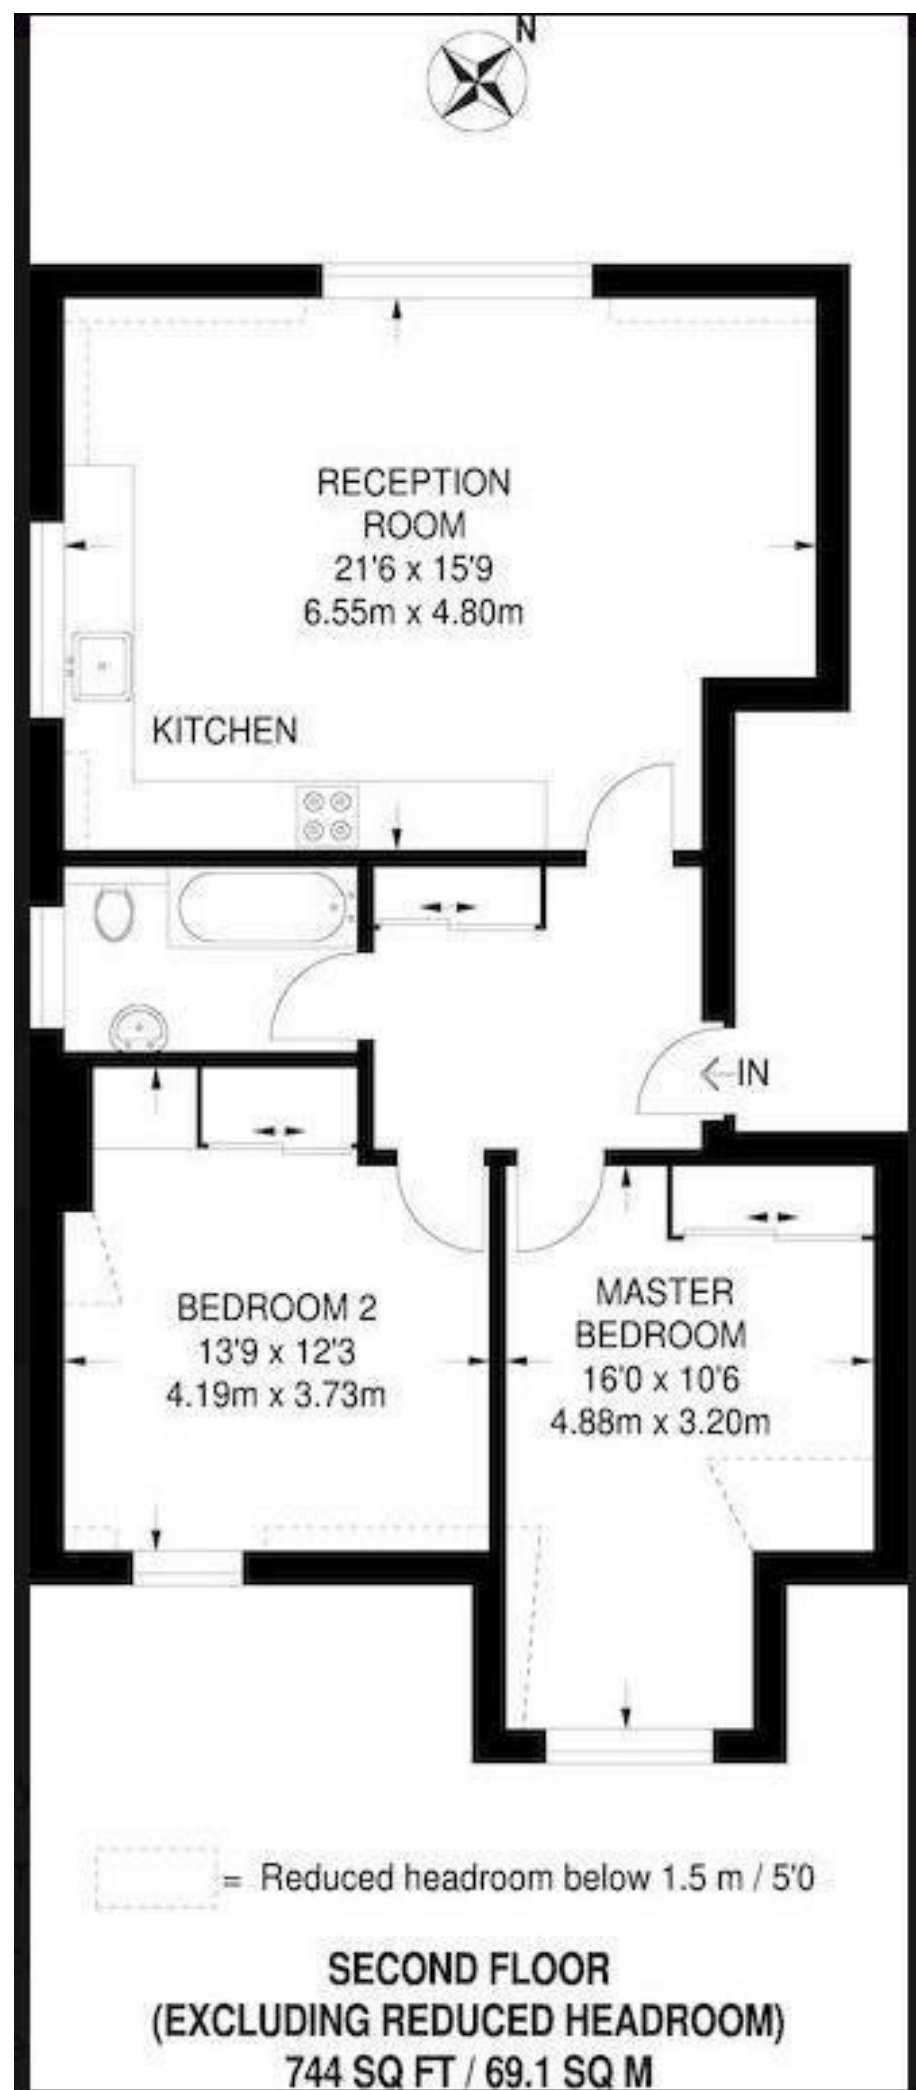 N
RECEPTION
ROOM
21'6 x 15'9
6.55m x 4.80m
KITCHEN
IN
BEDROOM 2
13'9 x 12'3
4.19m x 3.73m
MASTER
BEDROOM
16'0 x 10'6
4.88m x 3.20m
= Reduced headroom below 1.5 m / 5'0
SECOND FLOOR
(EXCLUDING REDUCED HEADROOM)
744 SQ FT / 69.1 SQ M